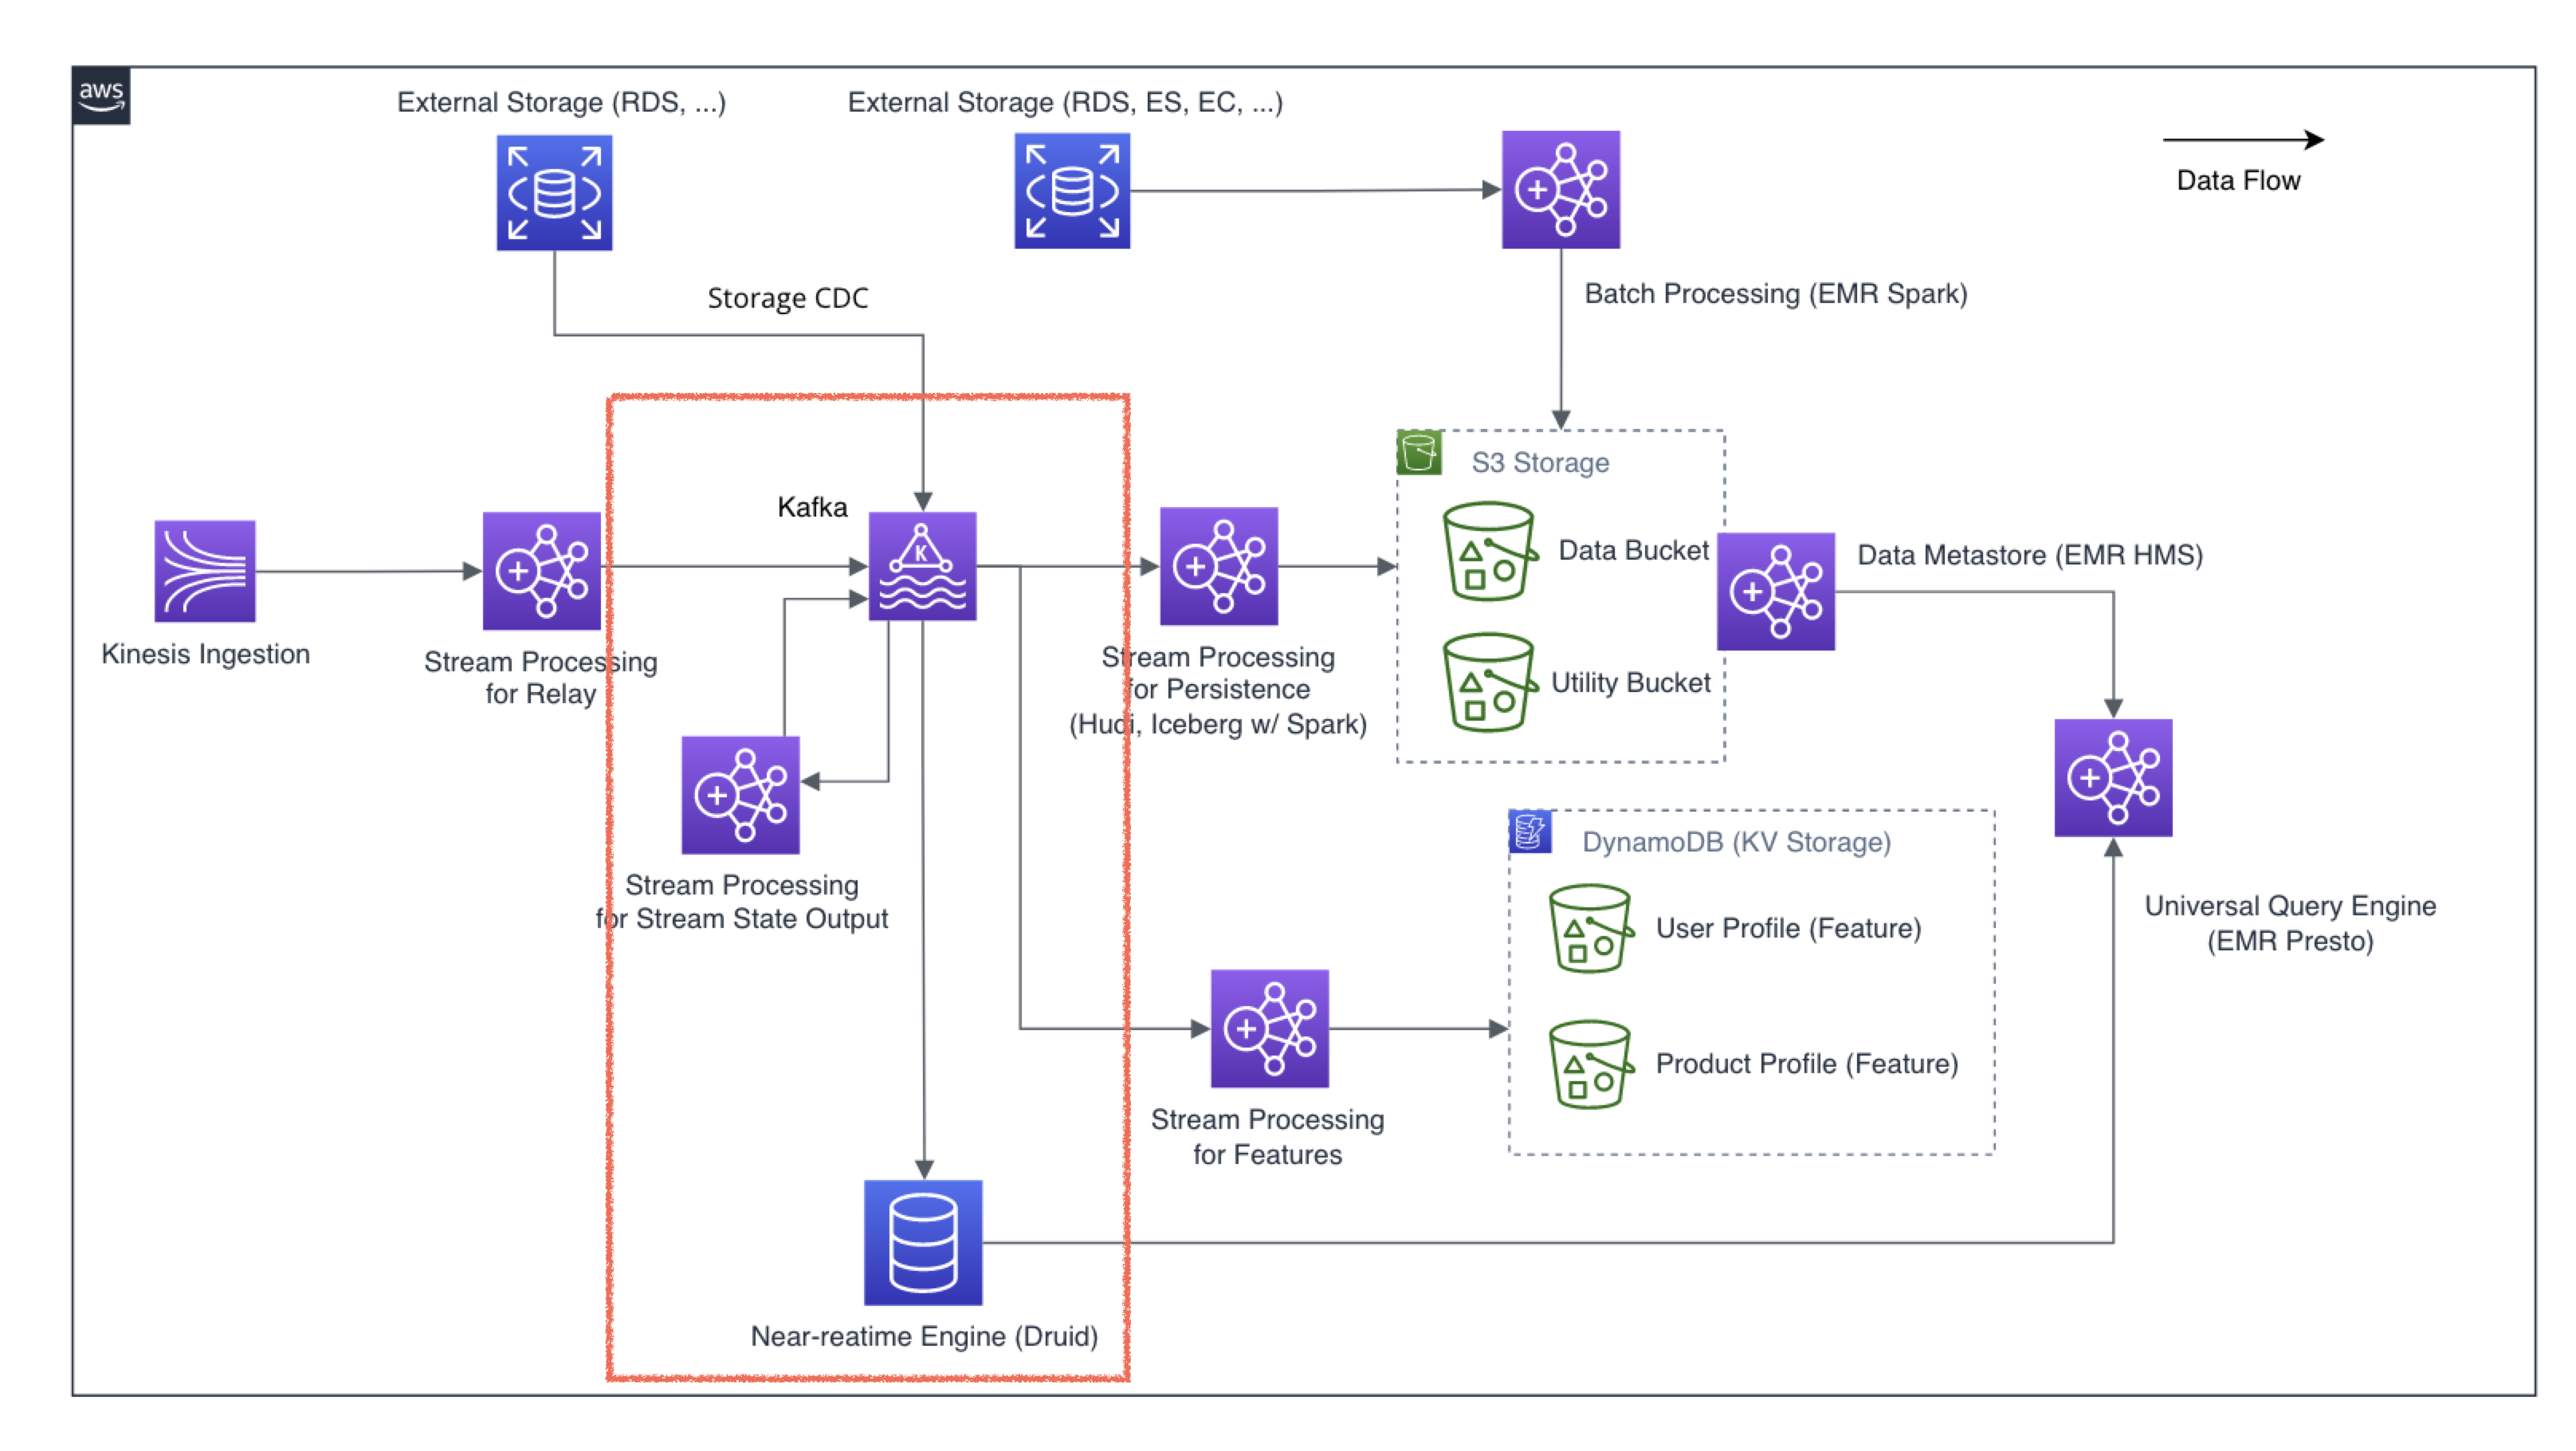 aws
External Storage (RDS, ...)
External Storage (RDS, ES, EC, ...)
Data Flow
Storage CDC
Batch Processing (EMR Spark)
Kafka
K
S3 Storage
Data Bucket
Utility Bucket
Data Metastore (EMR HMS)
Kinesis Ingestion
Stream Processing
for Relay
Stream Processing
for Persistence
(Hudi, Iceberg w/ Spark)
Stream Processing
for Stream State Output
DynamoDB (KV Storage)
User Profile (Feature)
Product Profile (Feature)
Universal Query Engine
(EMR Presto)
Stream Processing
for Features
Near-reatime Engine (Druid)